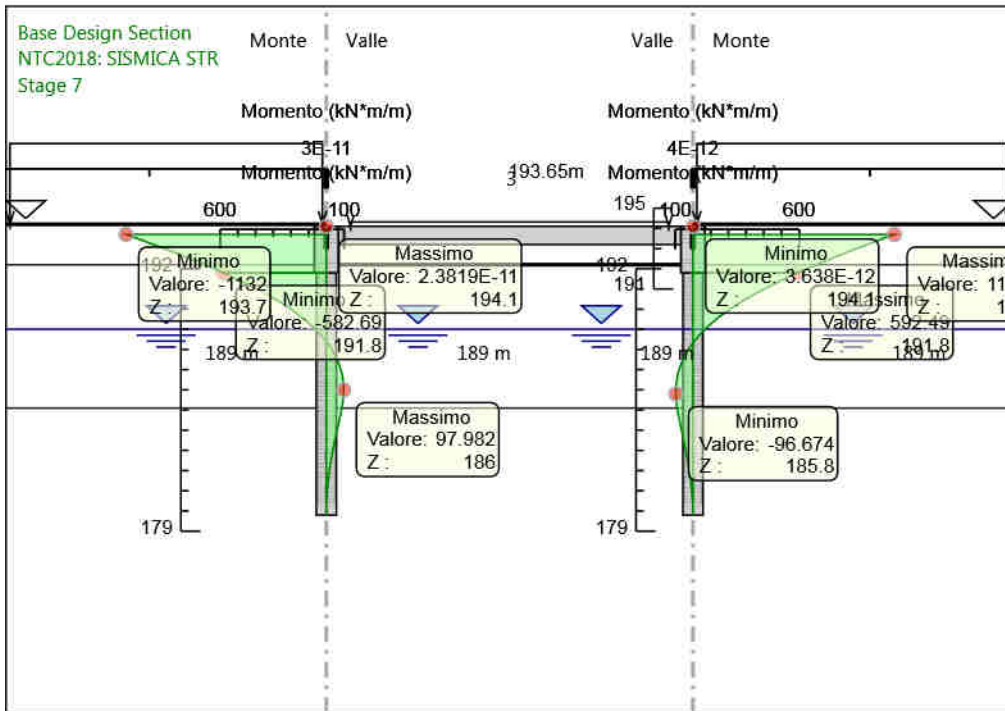 Base Design Section
NTC2018: SISMICA STR
Stage 7
Monte Valle
Valle Monte
Momento (kN*m/m)
Momento (kN*m/m)
3E-11
4E-12
Momento (kN*m/m)
193.65m
3
Momento (kN*m/m)
600
100
195
100
600
Minimo
Valore: -1132
Z : 193.7
Massimo
Valore: 2.3819E-11
Z : 194.1
192
191
Minimo
Valore: 3.638E-12
Z : 194.1
Minimo
Valore: -582.69
Z : 191.8
Valore: 592.49
Z : 191.8
189 m
189 m
189 m
189 m
Massimo
Valore: 97.982
Z : 186
Minimo
Valore: -96.674
Z : 185.8
179
179